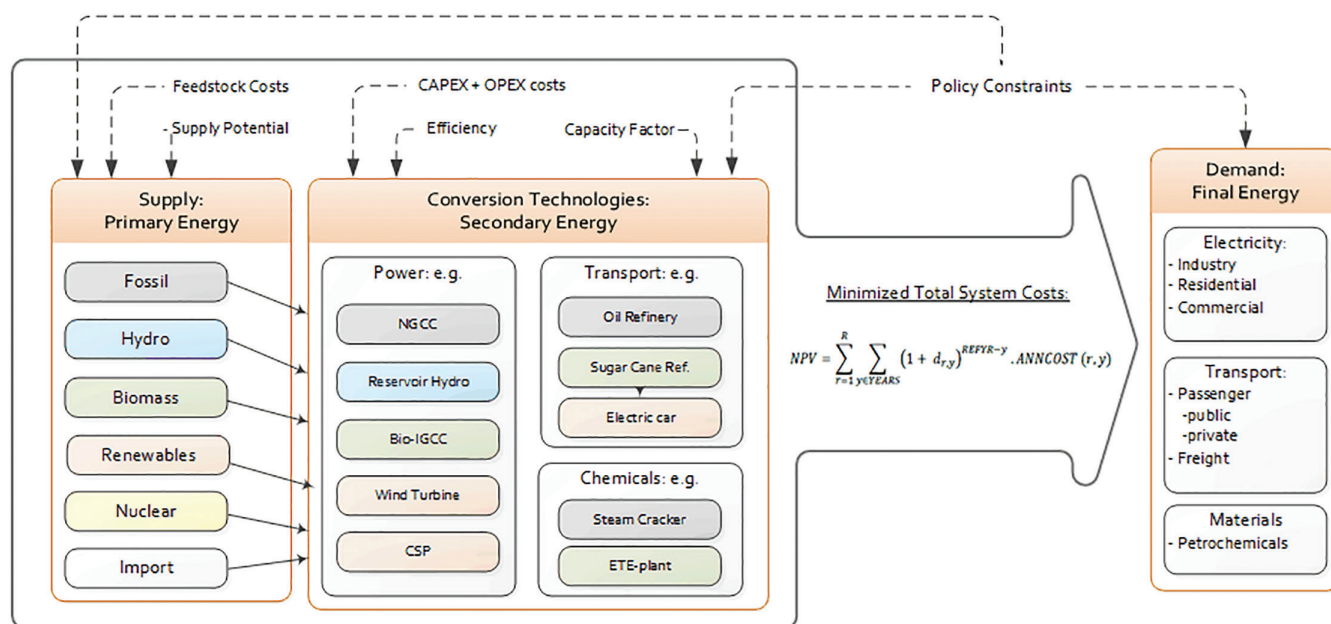 Feedstock Costs
CAPEX + OPEX costs
Policy Constraints
- Supply Potential
Efficiency
Capacity Factor
Supply:
Primary Energy
Fossil
Hydro
Biomass
Renewables
Nuclear
Import
Conversion Technologies:
Secondary Energy
Power: e.g.
NGCC
Reservoir Hydro
Bio-IGCC
Wind Turbine
CSP
Transport: e.g.
Oil Refinery
Sugar Cane Ref.
Electric car
Chemicals: e.g.
Steam Cracker
ETE-plant
Minimized Total System Costs:
NPV = \sum_{r=1}^{R} \sum_{y∈YEARS} (1 + d_{r,y})^{REFYR-y} . ANNCOST (r, y)
Demand:
Final Energy
Electricity:
- Industry
- Residential
- Commercial
Transport:
- Passenger
-public
-private
- Freight
Materials
- Petrochemicals